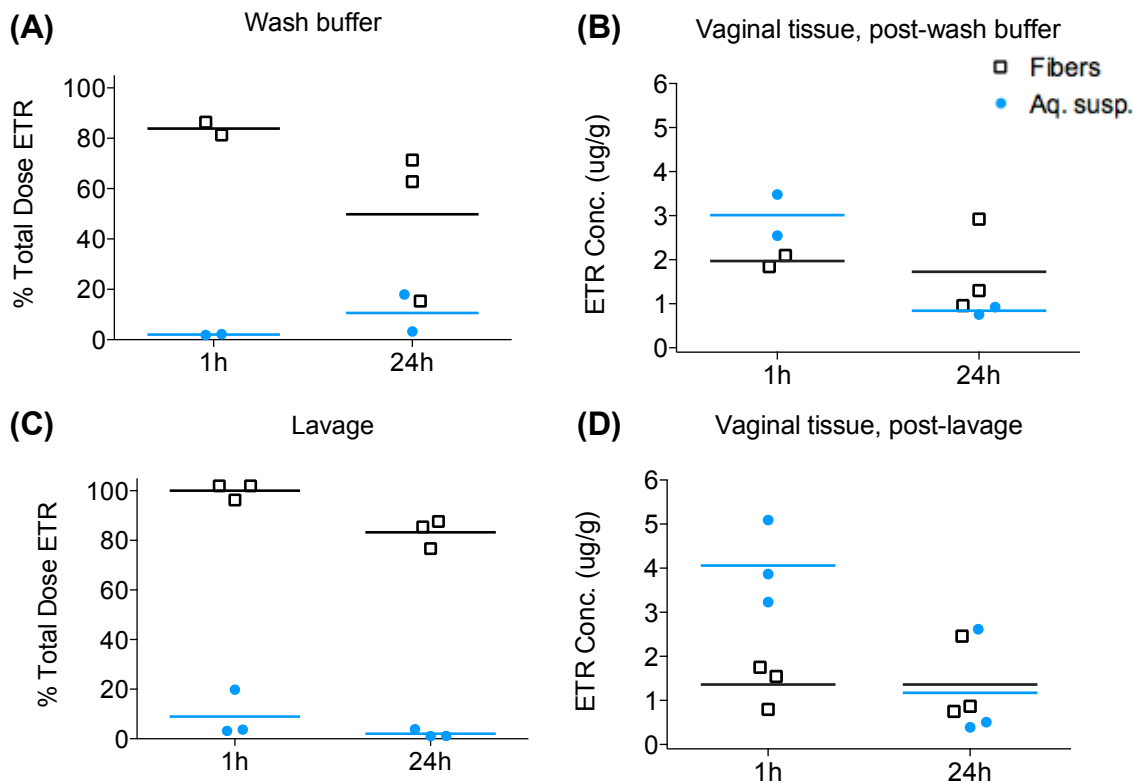 (A)
Wash buffer
% Total Dose ETR
100
80
60
40
20
0
1h
24h
(B)
Vaginal tissue, post-wash buffer
Fibers
Aq. susp.
ETR Conc. (ug/g)
6
5
4
3
2
1
0
1h
24h
(C)
Lavage
% Total Dose ETR
100
80
60
40
20
0
1h
24h
(D)
Vaginal tissue, post-lavage
ETR Conc. (ug/g)
6
5
4
3
2
1
0
1h
24h